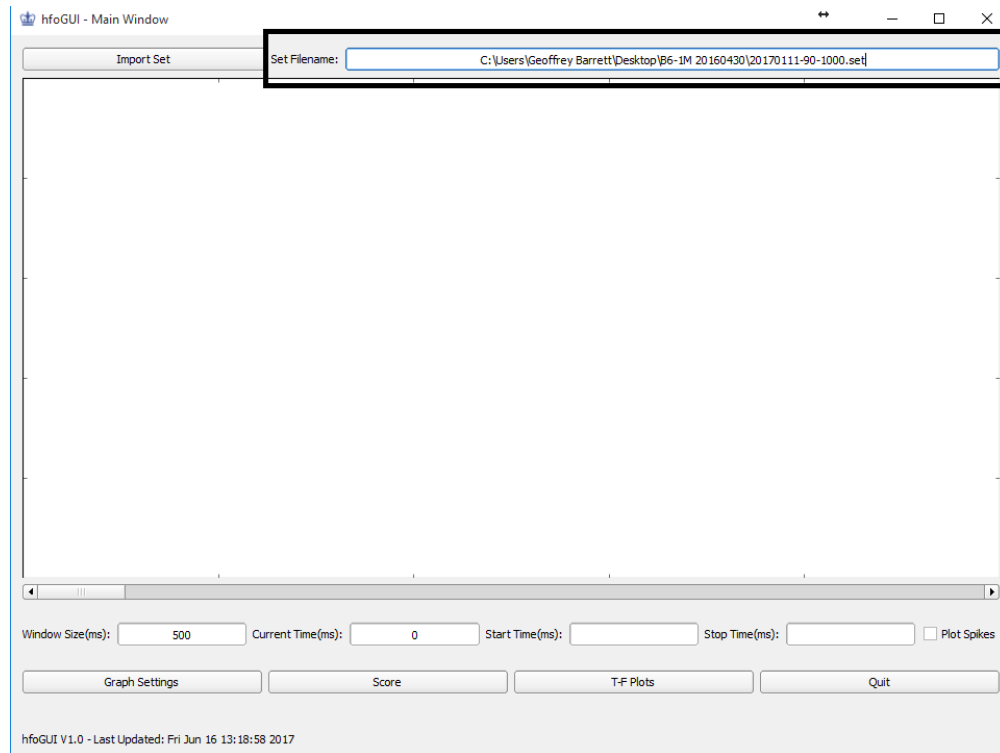 hfoGUI - Main Window
Import Set Set Filename: C:\Users\Geoffrey Barrett\Desktop\B6-1M 20160430\20170111-90-1000.set
Window Size(ms): 500 Current Time(ms): 0 Start Time(ms): Stop Time(ms): Plot Spikes
Graph Settings Score T-F Plots Quit
hfoGUI V1.0 - Last Updated: Fri Jun 16 13:18:58 2017